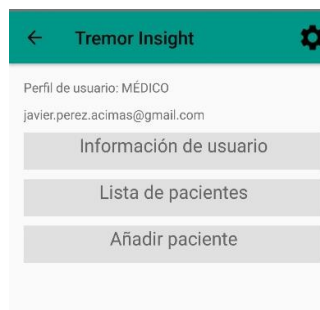 Tremor Insight
Perfil de usuario: MÉDICO
javier.perez.acimas@gmail.com
Información de usuario
Lista de pacientes
Añadir paciente